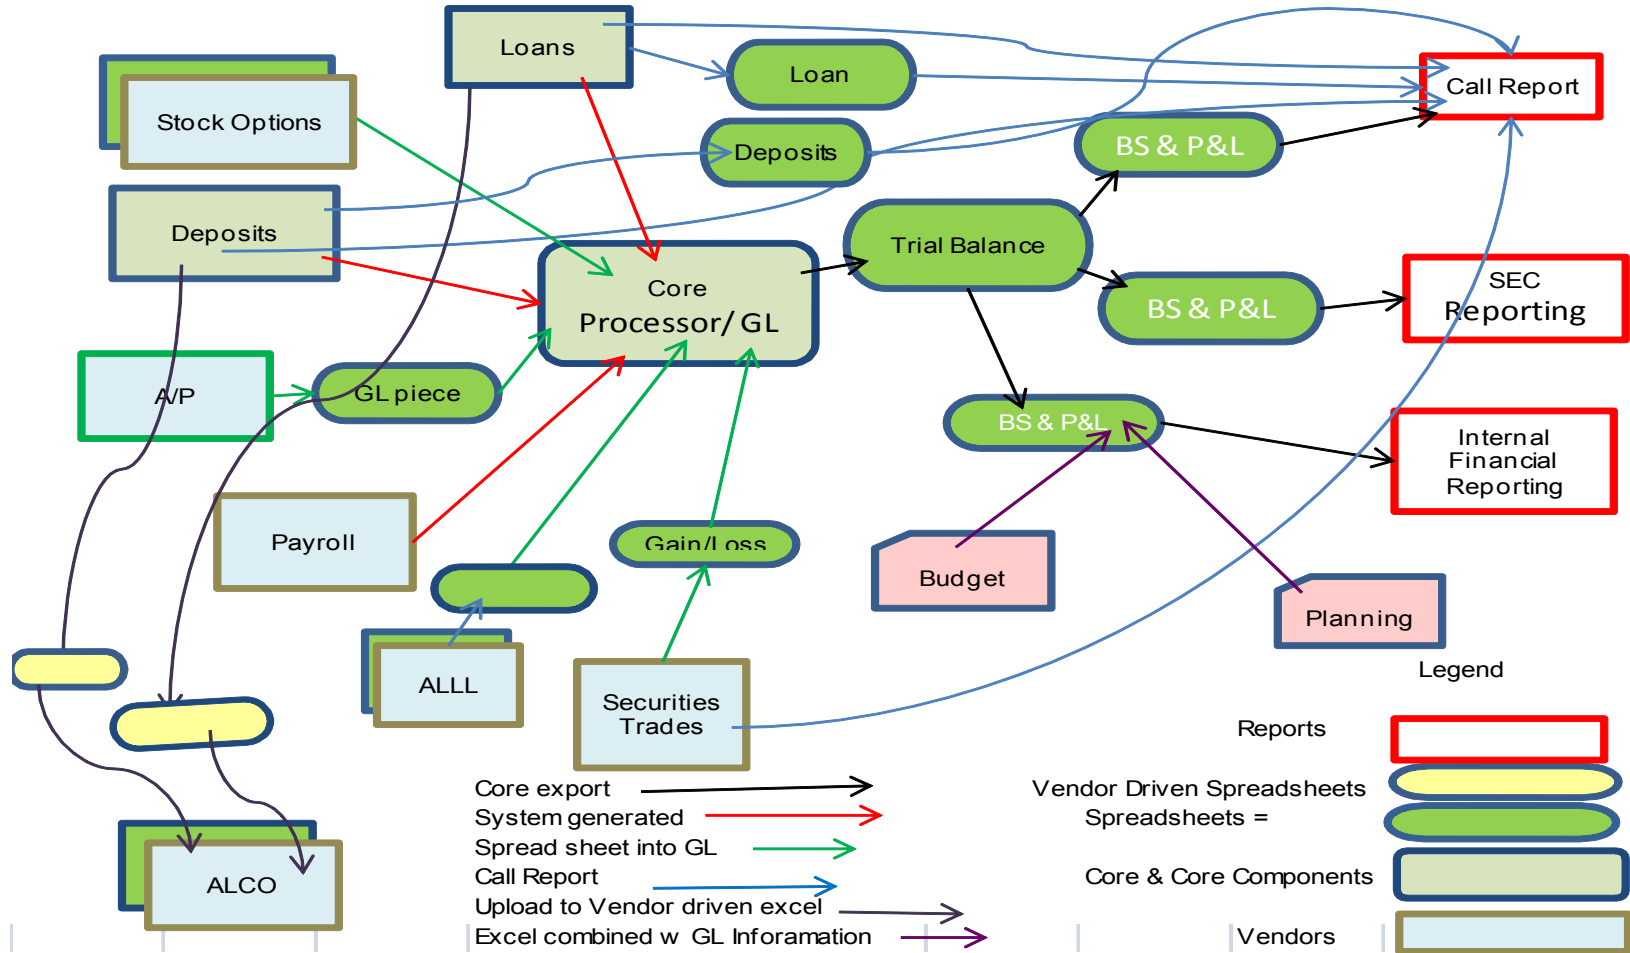 Loans
Loan
Call Report
Stock Options
Deposits
BS & P&L
Deposits
Trial Balance
Core
Processor/ GL
BS & P&L
SEC
Reporting
A/P
GL piece
BS & P&L
Internal
Financial
Reporting
Payroll
Gain/Loss
Budget
Planning
ALLL
Securities
Trades
ALCO
Legend
Reports
Vendor Driven Spreadsheets
Spreadsheets =
Core & Core Components
Vendors
Core export
System generated
Spread sheet into GL
Call Report
Upload to Vendor driven excel
Excel combined w GL Inforamation